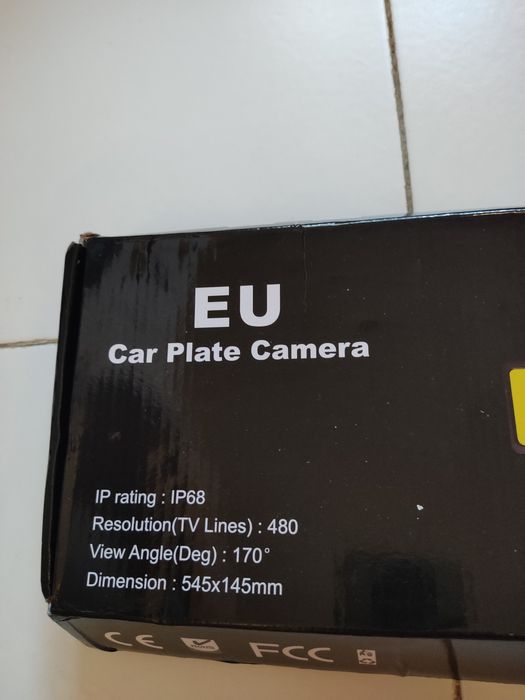 EU
Car Plate Camera
IP rating : IP68
Resolution(TV Lines) : 480
View Angle(Deg) : 170°
Dimension : 545x145mm
CE RoHS FCC